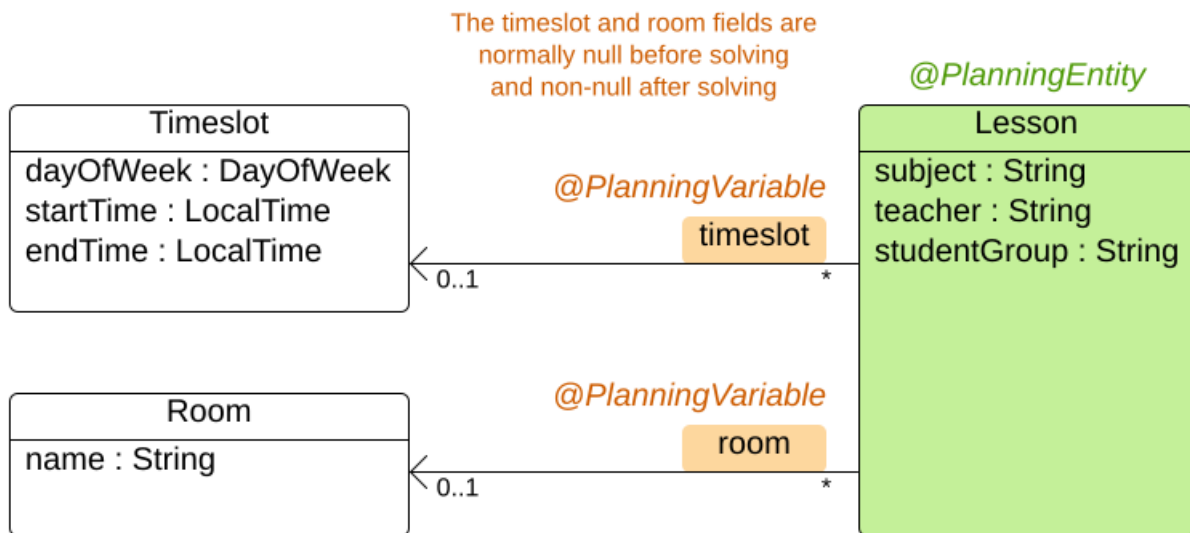 The timeslot and room fields are
normally null before solving
and non-null after solving
@PlanningEntity
Timeslot
dayOfWeek : DayOfWeek
startTime : LocalTime
endTime : LocalTime
@PlanningVariable
timeslot
0..1
*
Lesson
subject : String
teacher : String
studentGroup : String
Room
name : String
@PlanningVariable
room
0..1
*